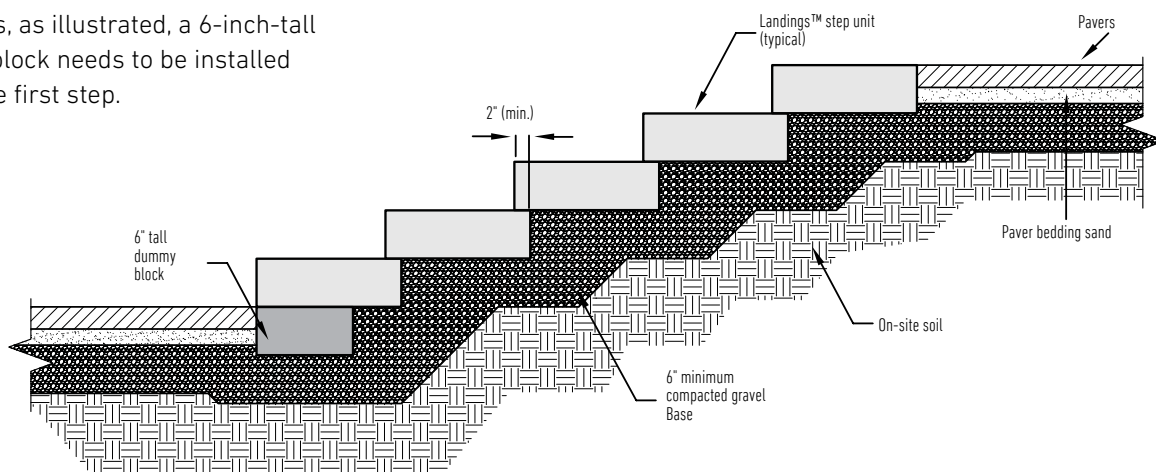 s, as illustrated, a 6-inch-tall
block needs to be installed
e first step.
Landings™ step unit
(typical)
Pavers
2" (min.)
6" tall
dummy
block
Paver bedding sand
On-site soil
6" minimum
compacted gravel
Base